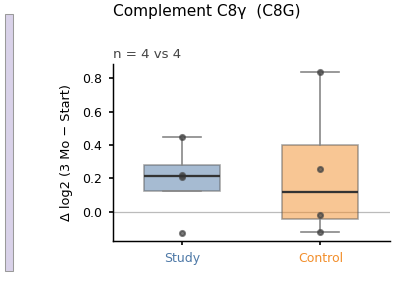 Complement C8γ  (C8G)
n = 4 vs 4
Δ log2 (3 Mo − Start)
0.8
0.6
0.4
0.2
0.0
Study
Control